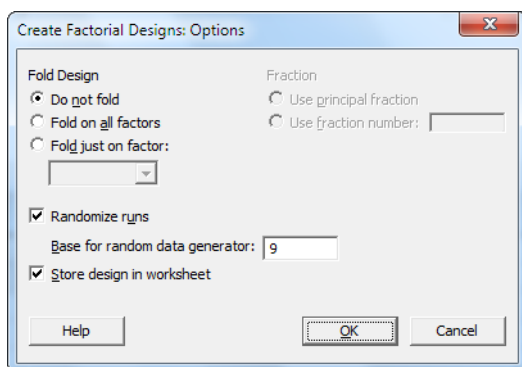 Create Factorial Designs: Options
Fold Design
Do not fold
Fold on all factors
Fold just on factor:
Fraction
Use principal fraction
Use fraction number:
Randomize runs
Base for random data generator: 9
Store design in worksheet
Help
OK
Cancel